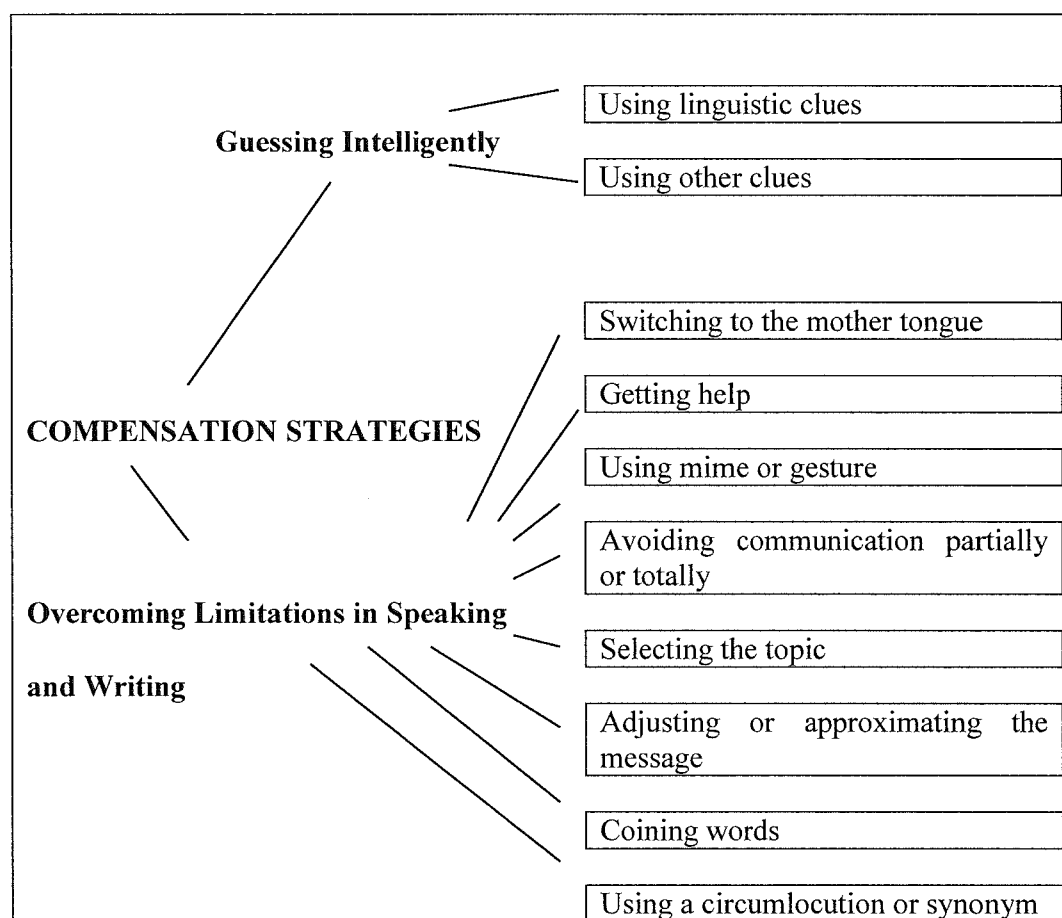 Using linguistic clues
Guessing Intelligently
Using other clues
Switching to the mother tongue
Getting help
COMPENSATION STRATEGIES
Using mime or gesture
Avoiding communication partially
or totally
Overcoming Limitations in Speaking
and Writing
Selecting the topic
Adjusting or approximating the
message
Coining words
Using a circumlocution or synonym